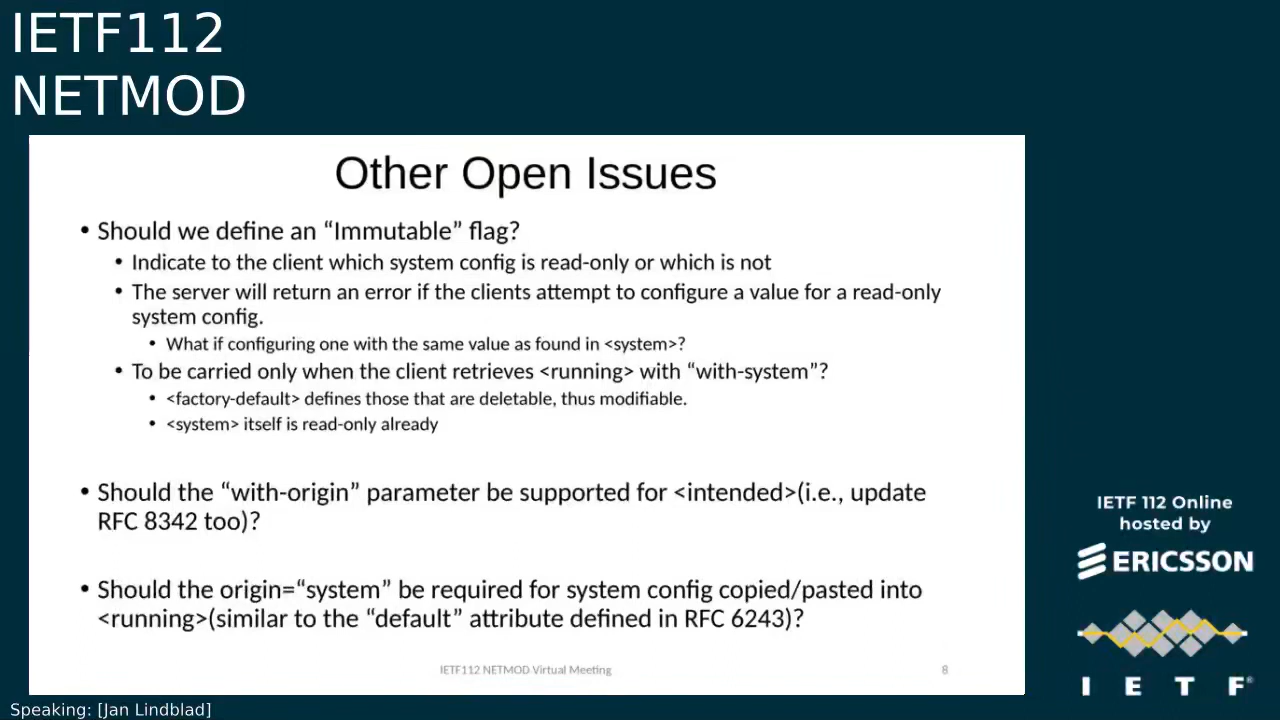 IETF112
NETMOD
Other Open Issues
• Should we define an “Immutable” flag?
• Indicate to the client which system config is read-only or which is not
• The server will return an error if the clients attempt to configure a value for a read-only
system config.
• What if configuring one with the same value as found in <system>?
• To be carried only when the client retrieves <running> with “with-system”?
• <factory-default> defines those that are deletable, thus modifiable.
• <system> itself is read-only already
• Should the “with-origin” parameter be supported for <intended>(i.e., update
RFC 8342 too)?
• Should the origin=“system” be required for system config copied/pasted into
<running>(similar to the “default” attribute defined in RFC 6243)?
IETF112 NETMOD Virtual Meeting
8
IETF 112 Online
hosted by
ERICSSON
I E T F®
Speaking: [Jan Lindblad]